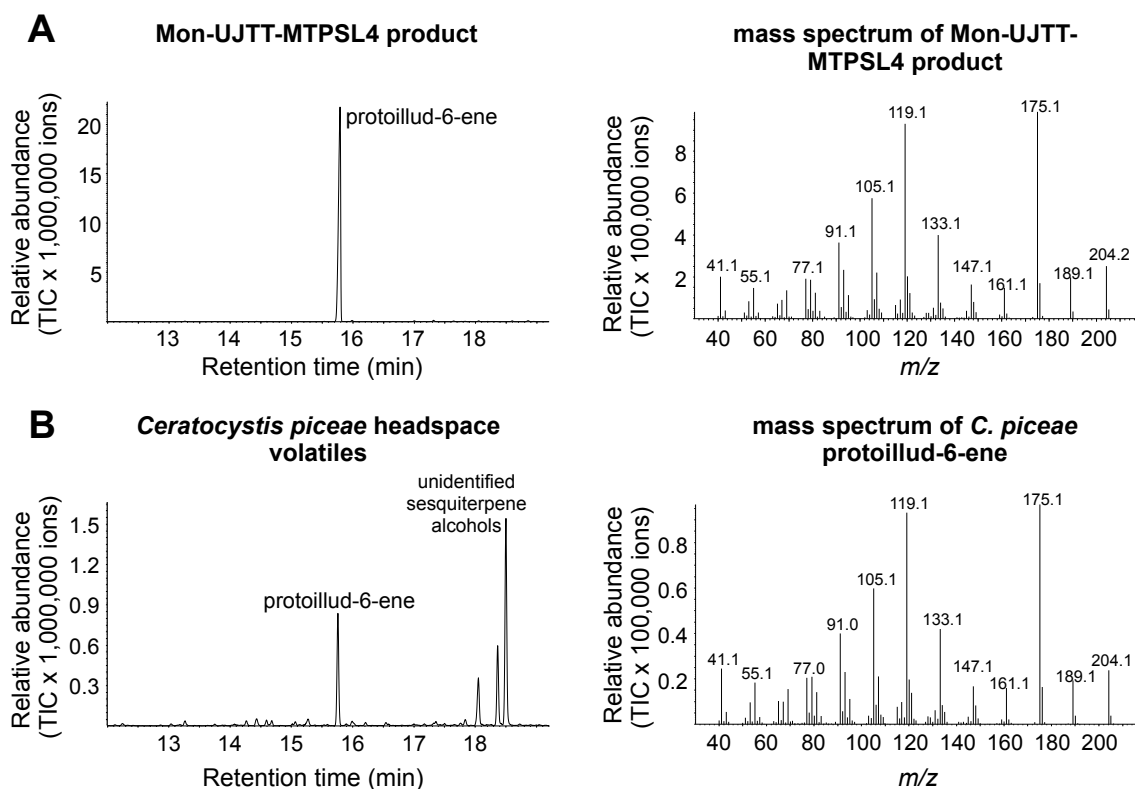 A
Mon-UJTT-MTPSL4 product
Relative abundance
(TIC x 1,000,000 ions)
20
15
10
5
protoillud-6-ene
13 14 15 16 17 18
Retention time (min)
mass spectrum of Mon-UJTT-
MTPSL4 product
Relative abundance
(TIC x 100,000 ions)
8
6
4
2
41.1
55.1
77.1
91.1
105.1
119.1
133.1
147.1
161.1
175.1
189.1
204.2
40 60 80 100 120 140 160 180 200
m/z
B
Ceratocystis piceae headspace
volatiles
Relative abundance
(TIC x 1,000,000 ions)
1.5
1.2
0.9
0.6
0.3
protoillud-6-ene
unidentified
sesquiterpene
alcohols
13 14 15 16 17 18
Retention time (min)
mass spectrum of C. piceae
protoillud-6-ene
Relative abundance
(TIC x 100,000 ions)
0.8
0.6
0.4
0.2
41.1
55.1
77.0
91.0
105.1
119.1
133.1
147.1
161.1
175.1
189.1
204.1
40 60 80 100 120 140 160 180 200
m/z